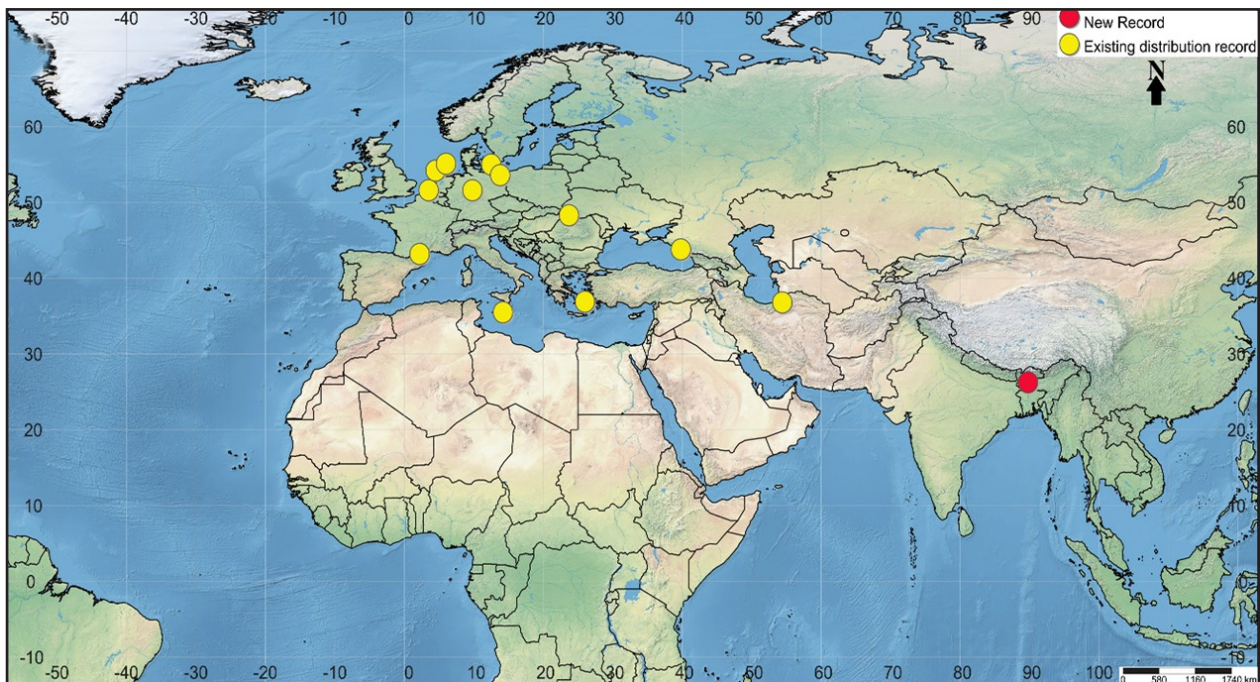 -50 -40 -30 -20 -10 0 10 20 30 40 50 60 70 80 90
New Record
Existing distribution record
N
60 60
50 50
40 40
30 30
20 20
10 10
0 0
-10 -10
-50 -40 -30 -20 -10 0 10 20 30 40 50 60 70 80 90 100
0 580 1160 1740 km